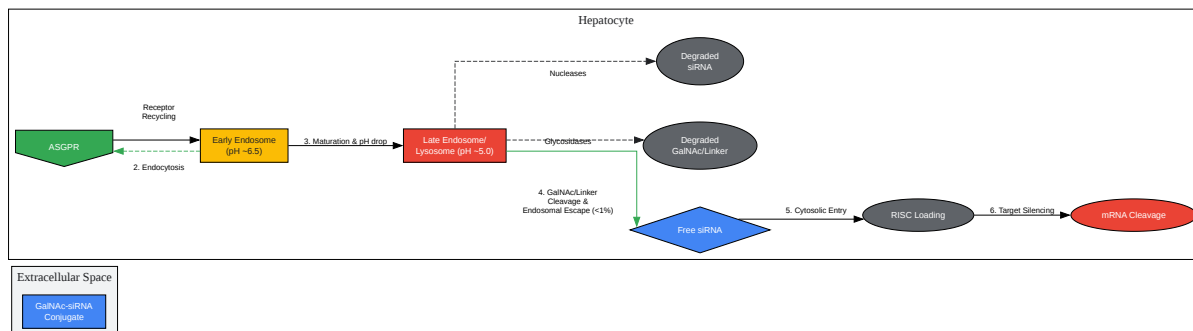 Hepatocyte
Degraded
siRNA
Nucleases
Receptor
Recycling
ASGPR
Early Endosome
(pH ~6.5)
3. Maturation & pH drop
Late Endosome/
Lysosome (pH ~5.0)
Glycosidases
Degraded
GalNAc/Linker
2. Endocytosis
4. GalNAc/Linker
Cleavage &
Endosomal Escape (<1%)
Free siRNA
5. Cytosolic Entry
RISC Loading
6. Target Silencing
mRNA Cleavage
Extracellular Space
GalNAc-siRNA
Conjugate